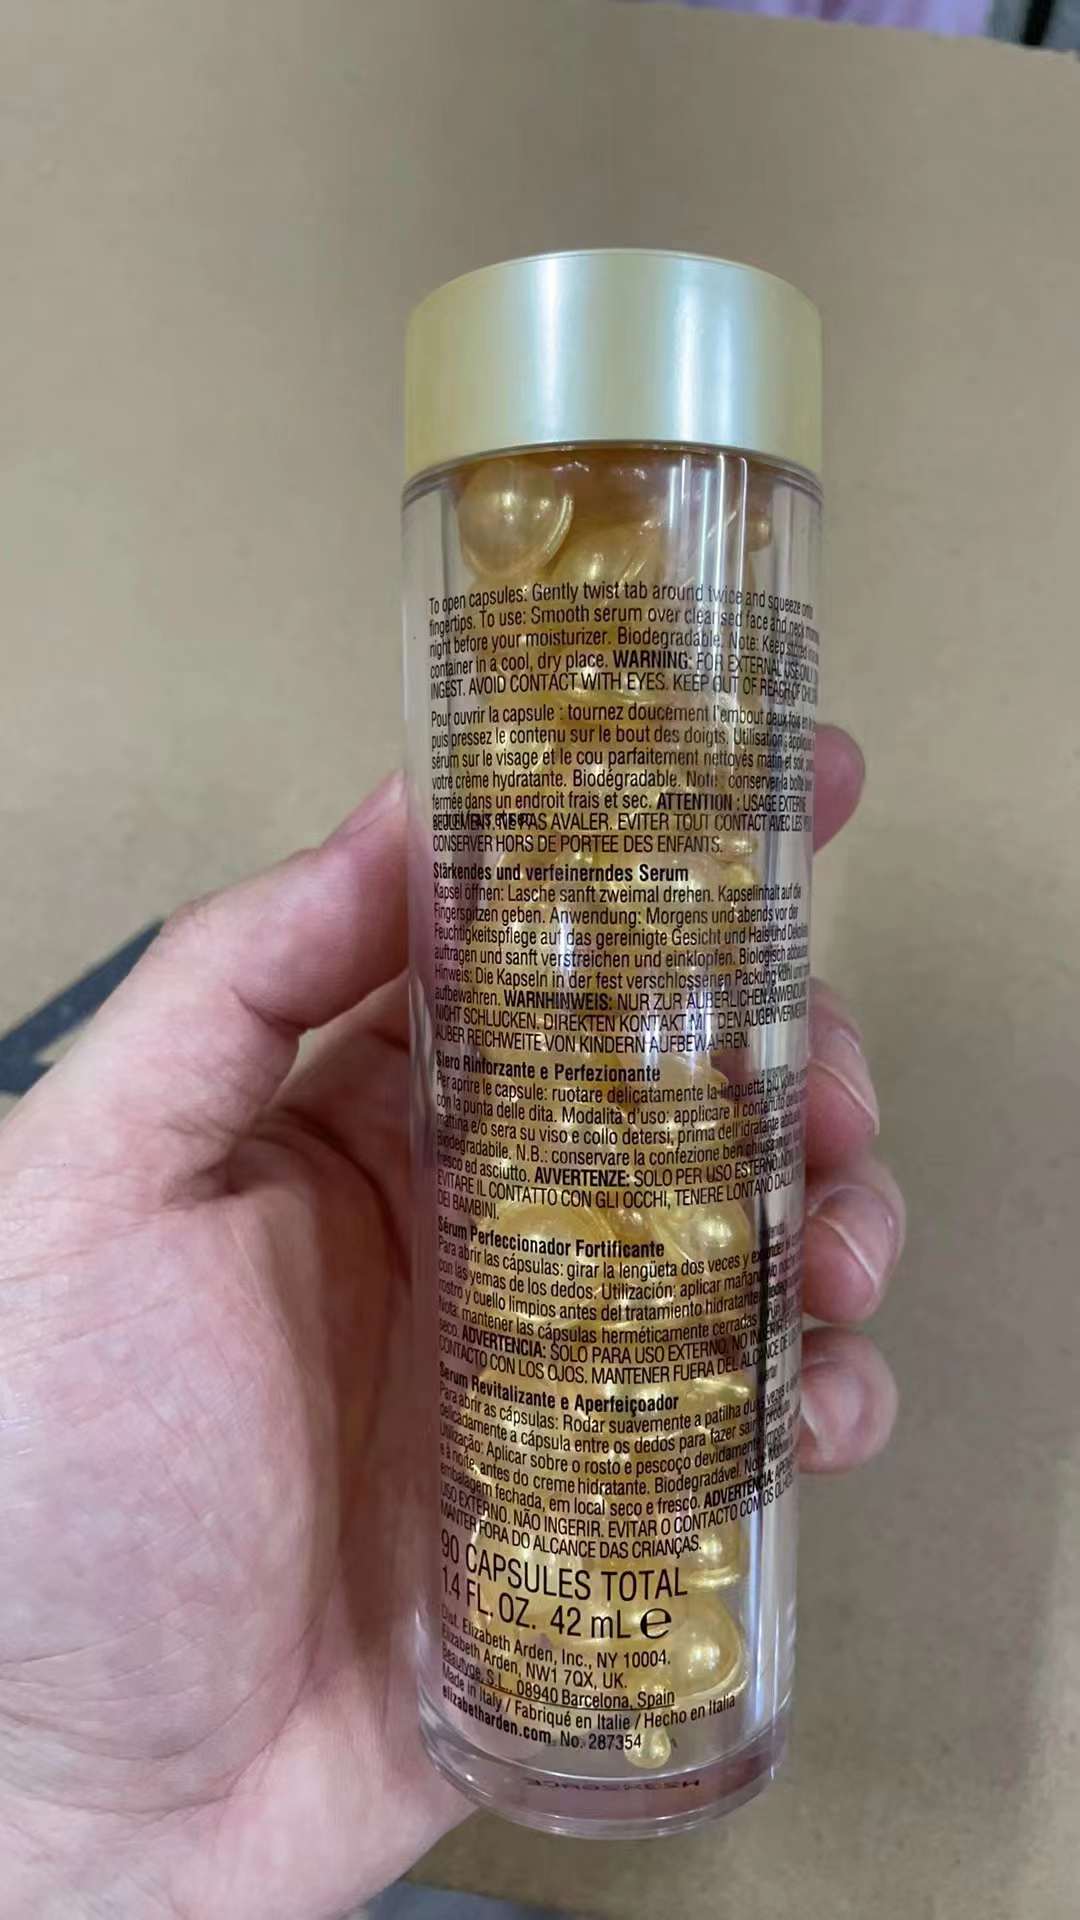 To open capsules: Gently twist tab around twice and squeeze onto
fingertips. To use: Smooth serum over cleansed face and neck
night before your moisturizer. Biodegradable. Note: Keep
container in a cool, dry place. WARNING: FOR EXTERNAL USE ONLY.
INGEST. AVOID CONTACT WITH EYES. KEEP OUT OF REACH OF
Pour ouvrir la capsule : tournez doucement l'embout deux fois
puis pressez le contenu sur le bout des doigts. Utilisation :
sérum sur le visage et le cou parfaitement nettoyés matin et soir,
votre crème hydratante. Biodégradable. Note : conserver la boîte
fermée dans un endroit frais et sec. ATTENTION : USAGE EXTERNE
SEULEMENT. NE PAS AVALER. EVITER TOUT CONTACT AVEC LES
CONSERVER HORS DE PORTEE DES ENFANTS.
Stärkendes und verfeinerndes Serum
Kapsel öffnen: Lasche sanft zweimal drehen. Kapselinhalt auf die
Fingerspitzen geben. Anwendung: Morgens und abends vor der
Feuchtigkeitspflege auf das gereinigte Gesicht und Hals und
auftragen und sanft verstreichen und einklopfen. Biologisch
Hinweis: Die Kapseln in der fest verschlossenen Packung kühl und
aufbewahren. WARNHINWEIS: NUR ZUR ÄUBERLICHEN
NICHT SCHLUCKEN. DIREKTEN KONTAKT MIT DEN AUGEN
AUBER REICHWEITE VON KINDERN AUFBEWAHREN.
Siero Rinforzante e Perfezionante
Per aprire le capsule: ruotare delicatamente la linguetta
con la punta delle dita. Modalità d'uso: applicare il contenuto
mattina e/o sera su viso e collo detersi, prima dell'idratante
Biodegradabile. N.B.: conservare la confezione ben
fresco ed asciutto. AVVERTENZE: SOLO PER USO ESTERNO.
EVITARE IL CONTATTO CON GLI OCCHI, TENERE LONTANO DALLA
DEI BAMBINI.
Sérum Perfeccionador Fortificante
Para abrir las cápsulas: girar la lengüeta dos veces y
con las yemas de los dedos. Utilización: aplicar
rostro y cuello limpios antes del tratamiento hidratante.
Nota: mantener las cápsulas herméticamente cerradas
seco. ADVERTENCIA: SOLO PARA USO EXTERNO. NO
CONTACTO CON LOS OJOS. MANTENER FUERA DEL ALCANCE DE
Serum Revitalizante e Aperfeiçoador
Para abrir as cápsulas: Rodar suavemente a patilha
delicadamente a cápsula entre os dedos para fazer sair
Utilização: Aplicar sobre o rosto e pescoço
e à noite, antes do creme hidratante. Biodegradável.
embalagem fechada, em local seco e fresco. ADVERTÊNCIA:
USO EXTERNO. NÃO INGERIR. EVITAR O CONTACTO COM OS
MANTER FORA DO ALCANCE DAS CRIANÇAS.
90 CAPSULES TOTAL
1.4 FL. OZ. 42 mL ℮
Dist. Elizabeth Arden, Inc., NY 10004.
Elizabeth Arden, NW1 7QX, UK.
Beautyge, S.L., 08940 Barcelona, Spain
Made in Italy / Fabriqué en Italie / Hecho en Italia
elizabetharden.com No. 287354